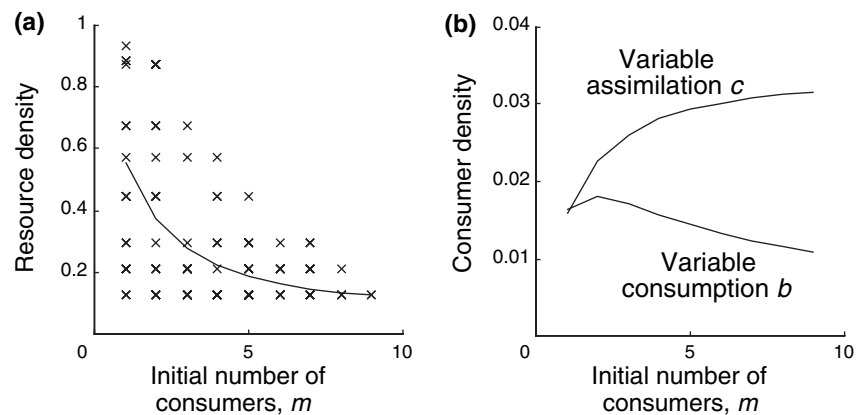 (a)
Resource density
1
0.8
0.6
0.4
0.2
0
5
10
Initial number of
consumers, m
(b)
Consumer density
0.04
0.03
0.02
0.01
0
5
10
Variable
assimilation c
Variable
consumption b
Initial number of
consumers, m